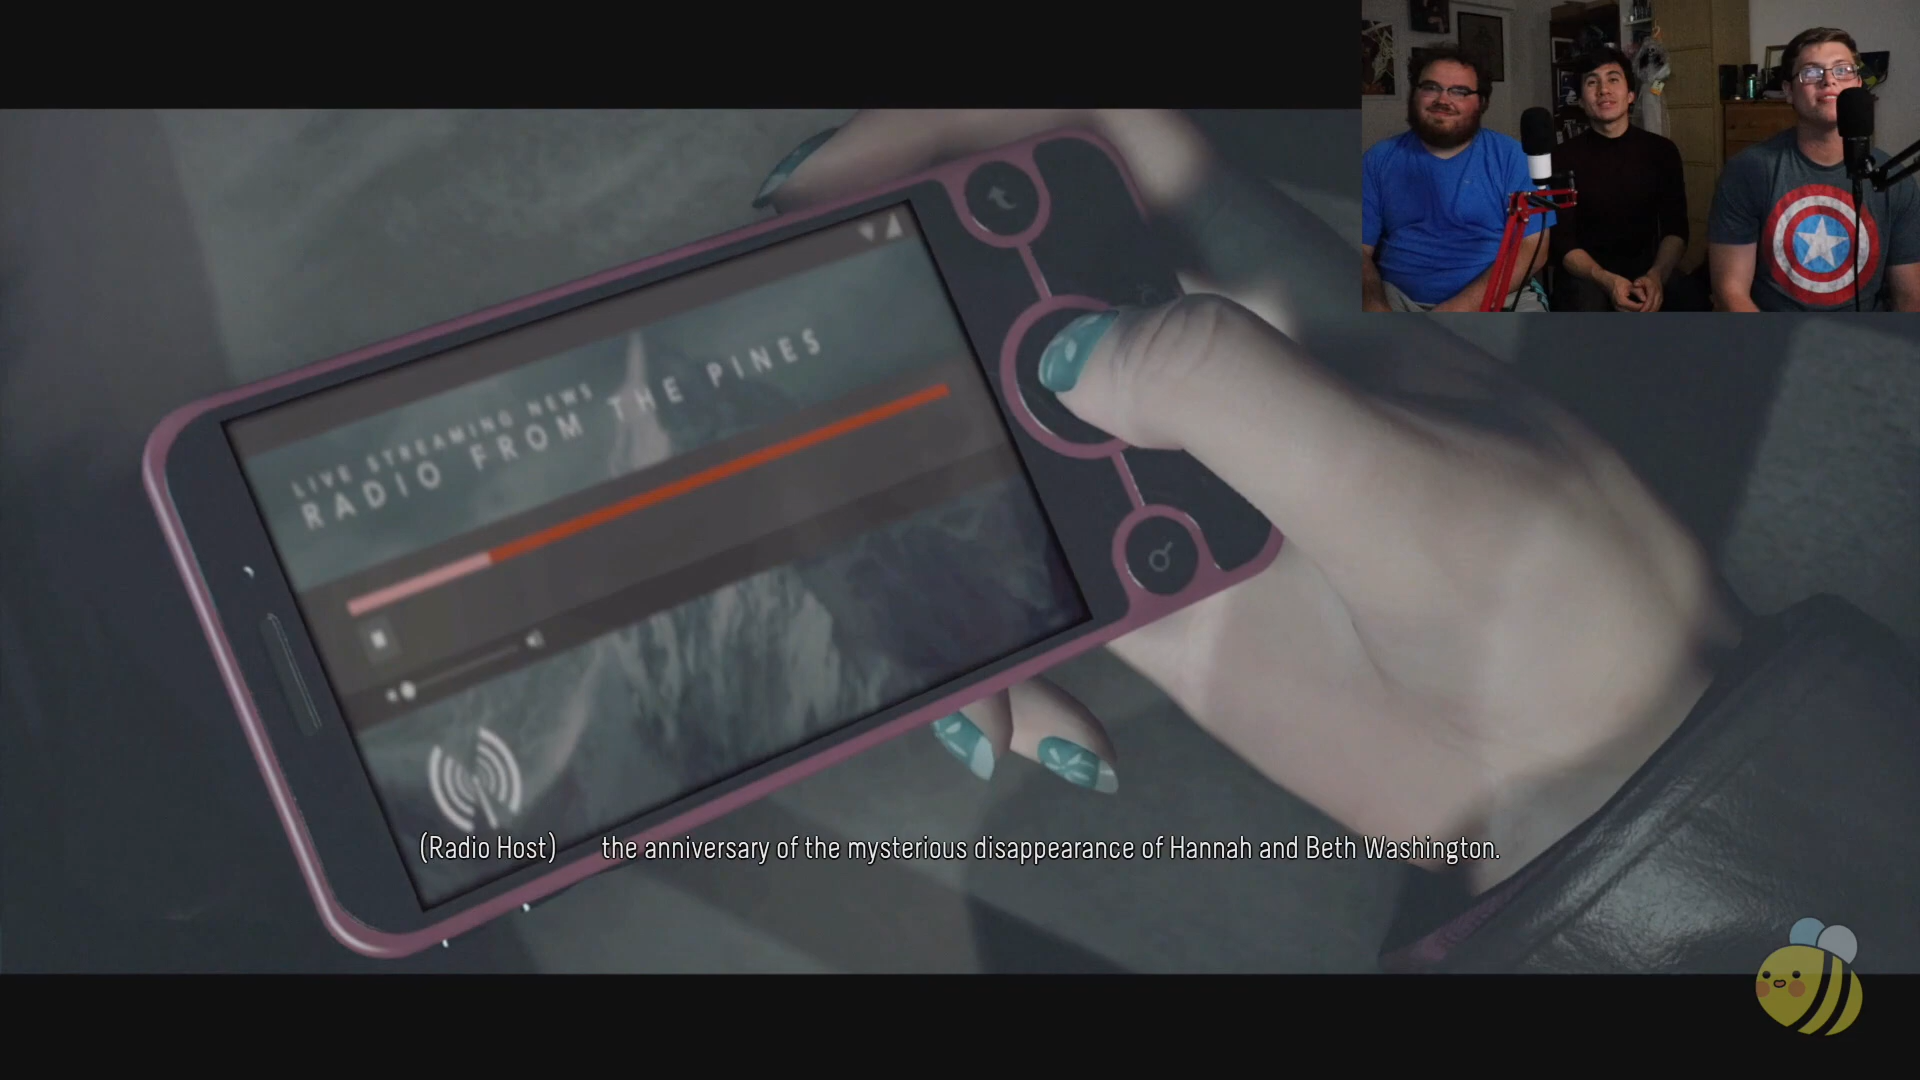 LIVE STREAMING NEWS
RADIO FROM THE PINES
(Radio Host) the anniversary of the mysterious disappearance of Hannah and Beth Washington.